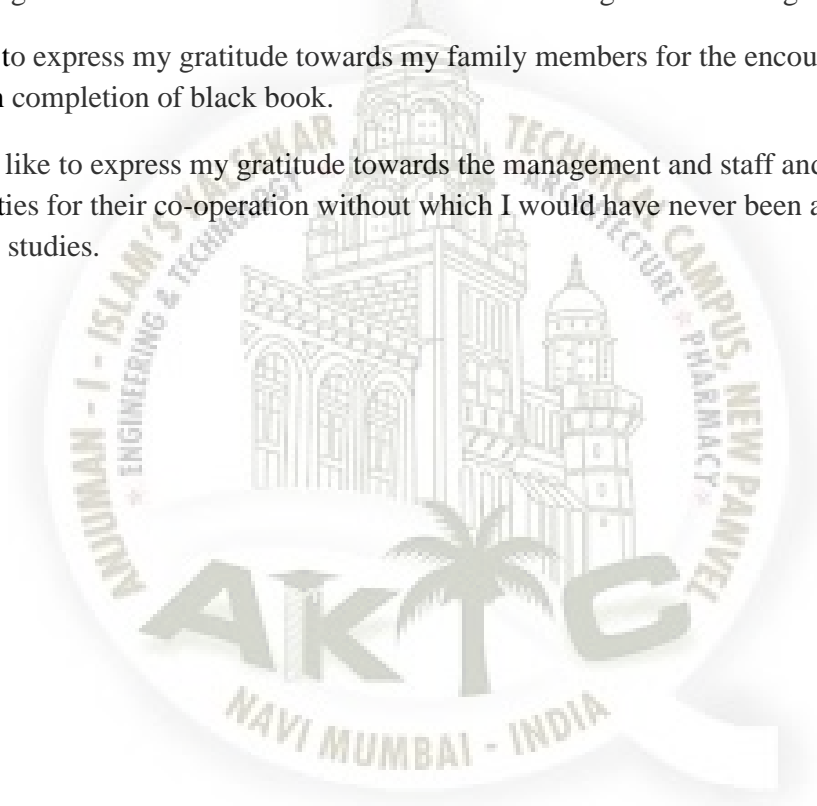 to express my gratitude towards my family members for the encou
completion of black book.
like to express my gratitude towards the management and staff and
ties for their co-operation without which I would have never been a
studies.
ANJUMAN - I - ISLAM'S KALSEKAR TECHNICAL CAMPUS, NEW PANVEL
ENGINEERING & TECHNOLOGY ARCHITECTURE PHARMACY
AKTC
NAVI MUMBAI - INDIA